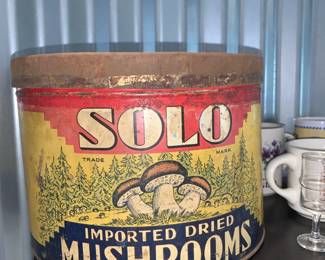 SOLO
TRADE MARK
IMPORTED DRIED
MUSHROOMS